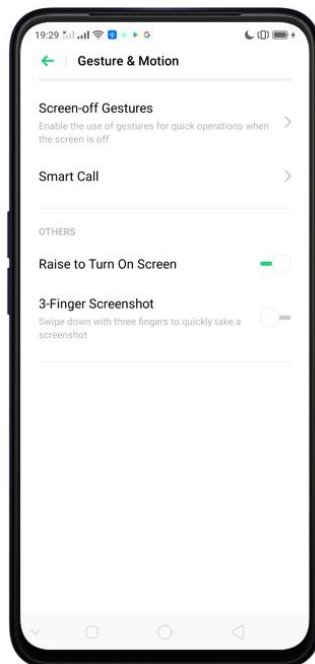 19:29
Gesture & Motion
Screen-off Gestures
Enable the use of gestures for quick operations when
the screen is off
Smart Call
OTHERS
Raise to Turn On Screen
3-Finger Screenshot
Swipe down with three fingers to quickly take a
screenshot